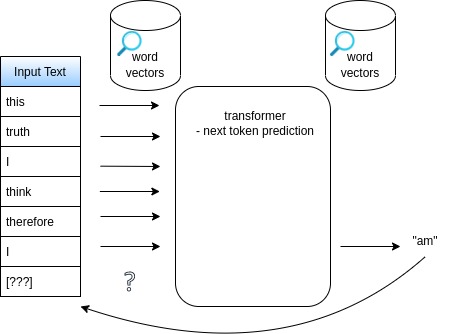 word
vectors
word
vectors
Input Text
this
truth
I
think
therefore
I
[???]
transformer
- next token prediction
"am"
?